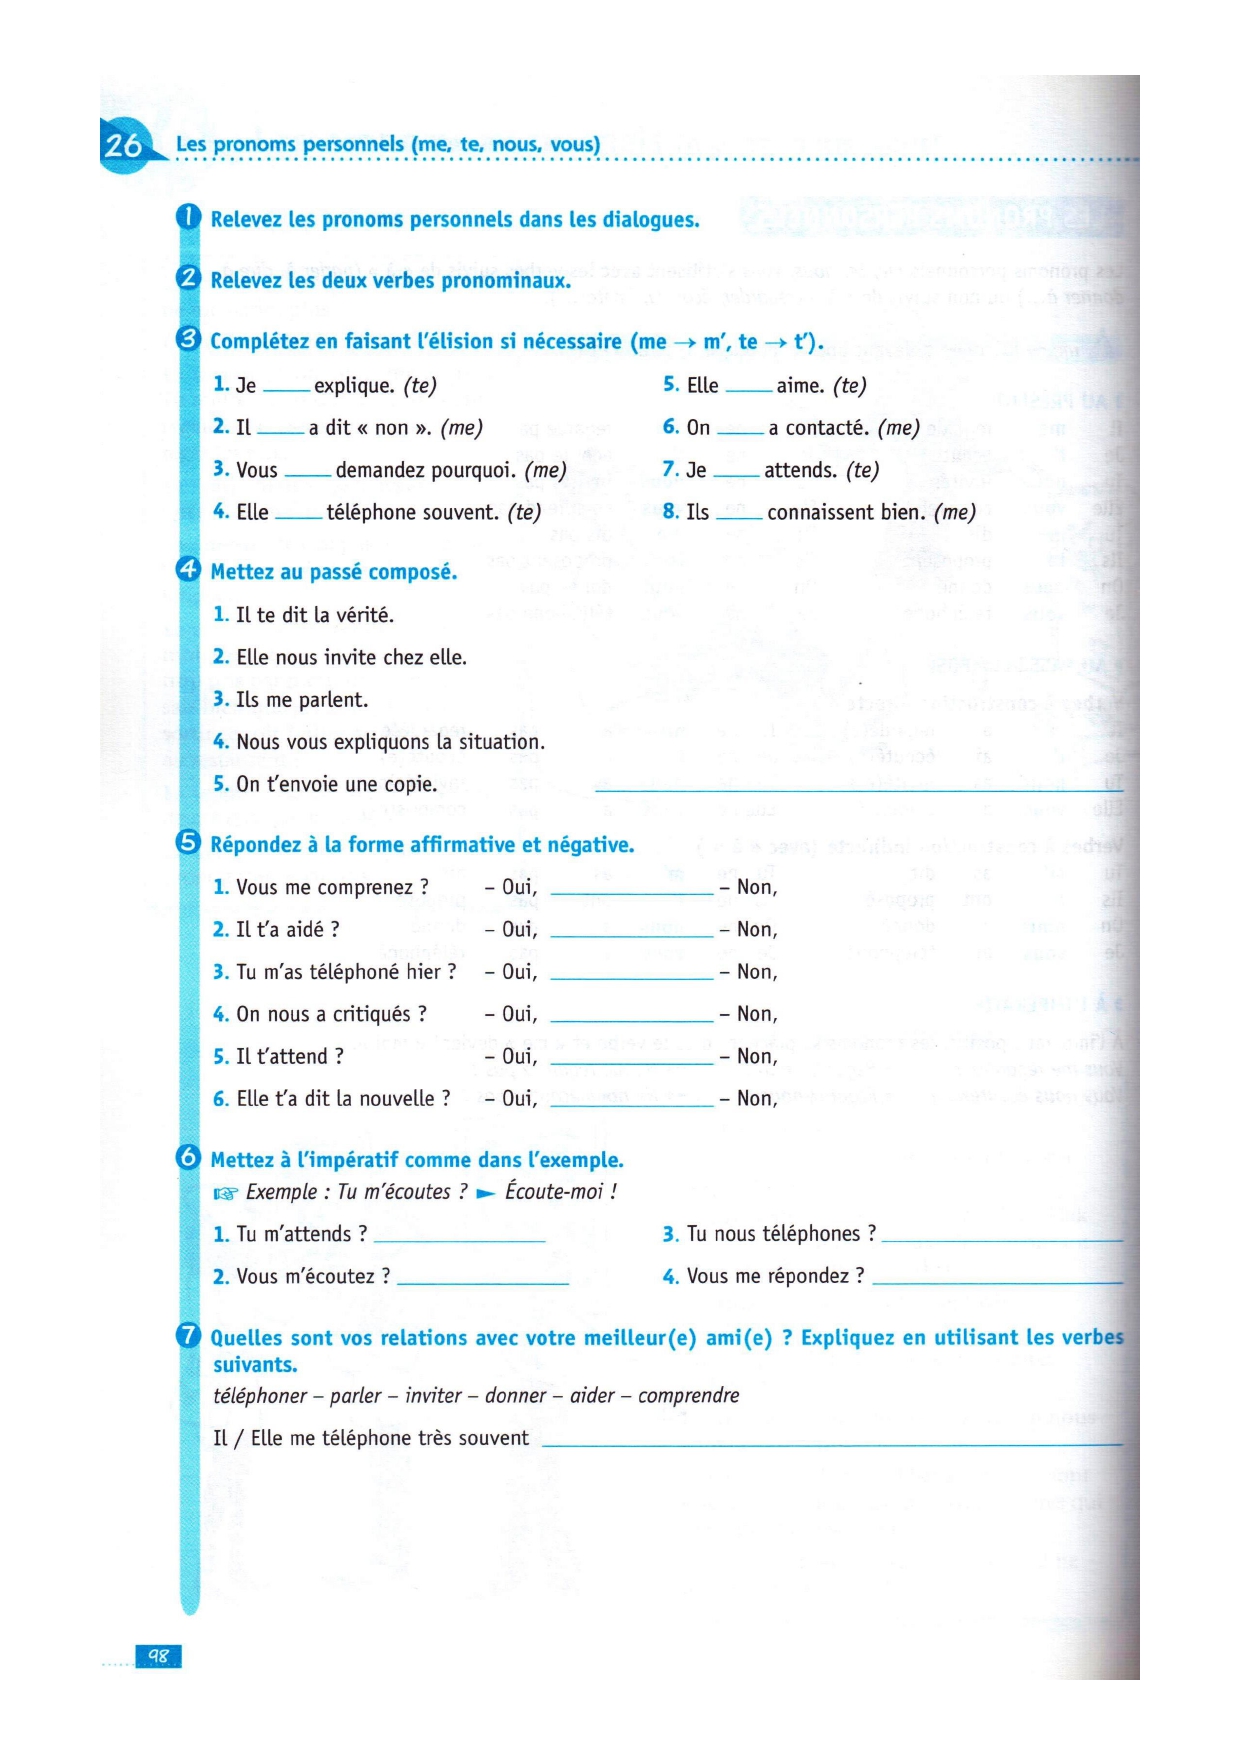 26 Les pronoms personnels (me, te, nous, vous)
1 Relevez les pronoms personnels dans les dialogues.
2 Relevez les deux verbes pronominaux.
3 Complétez en faisant l'élision si nécessaire (me → m', te → t').
1. Je ____ explique. (te)
5. Elle ____ aime. (te)
2. Il ____ a dit « non ». (me)
6. On ____ a contacté. (me)
3. Vous ____ demandez pourquoi. (me)
7. Je ____ attends. (te)
4. Elle ____ téléphone souvent. (te)
8. Ils ____ connaissent bien. (me)
4 Mettez au passé composé.
1. Il te dit la vérité.
2. Elle nous invite chez elle.
3. Ils me parlent.
4. Nous vous expliquons la situation.
5. On t'envoie une copie. ____
5 Répondez à la forme affirmative et négative.
1. Vous me comprenez ? – Oui, ____ – Non,
2. Il t'a aidé ? – Oui, ____ – Non,
3. Tu m'as téléphoné hier ? – Oui, ____ – Non,
4. On nous a critiqués ? – Oui, ____ – Non,
5. Il t'attend ? – Oui, ____ – Non,
6. Elle t'a dit la nouvelle ? – Oui, ____ – Non,
6 Mettez à l'impératif comme dans l'exemple.
☞ Exemple : Tu m'écoutes ? ► Écoute-moi !
1. Tu m'attends ? ____
3. Tu nous téléphones ? ____
2. Vous m'écoutez ? ____
4. Vous me répondez ? ____
7 Quelles sont vos relations avec votre meilleur(e) ami(e) ? Expliquez en utilisant les verbes
suivants.
téléphoner – parler – inviter – donner – aider – comprendre
Il / Elle me téléphone très souvent ____
98